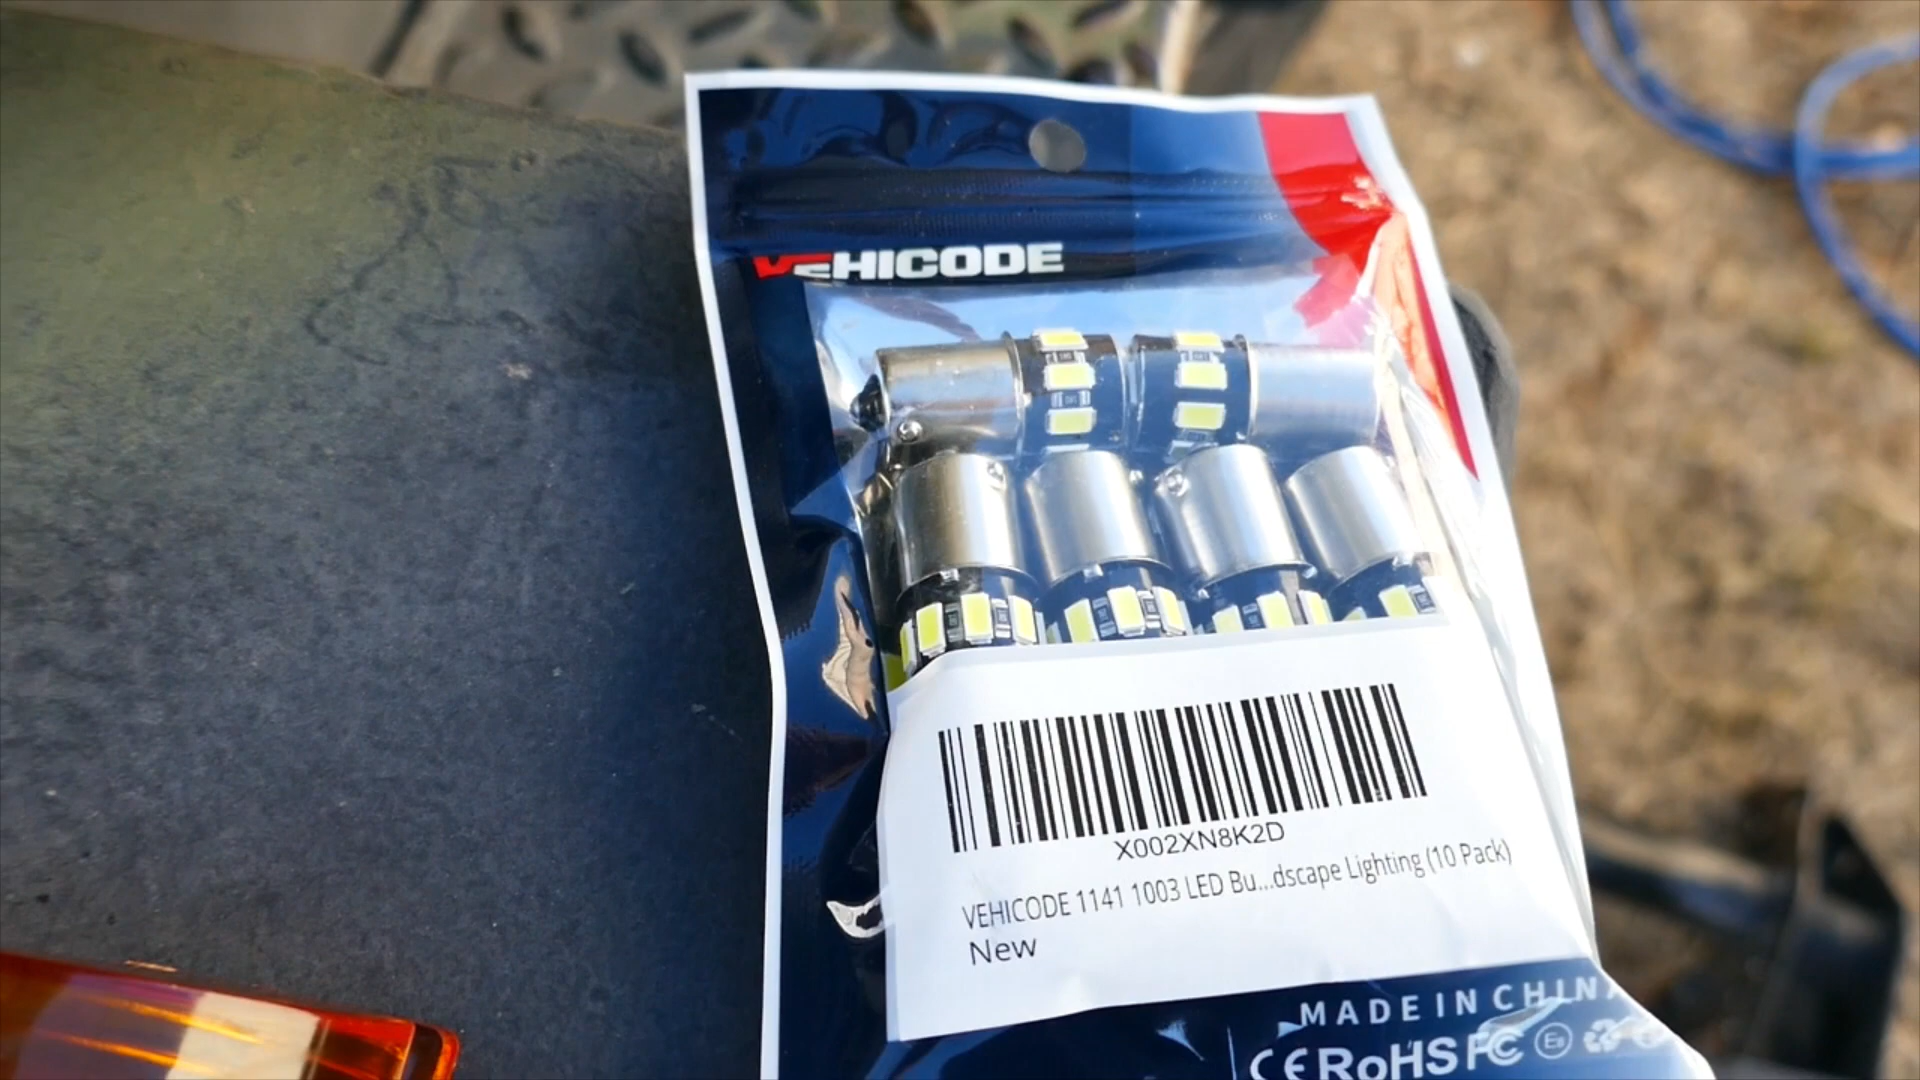 VEHICODE
X002XN8K2D
VEHICODE 1141 1003 LED Bu...dscape Lighting (10 Pack)
New
MADE IN CHINA
CE RoHS FC